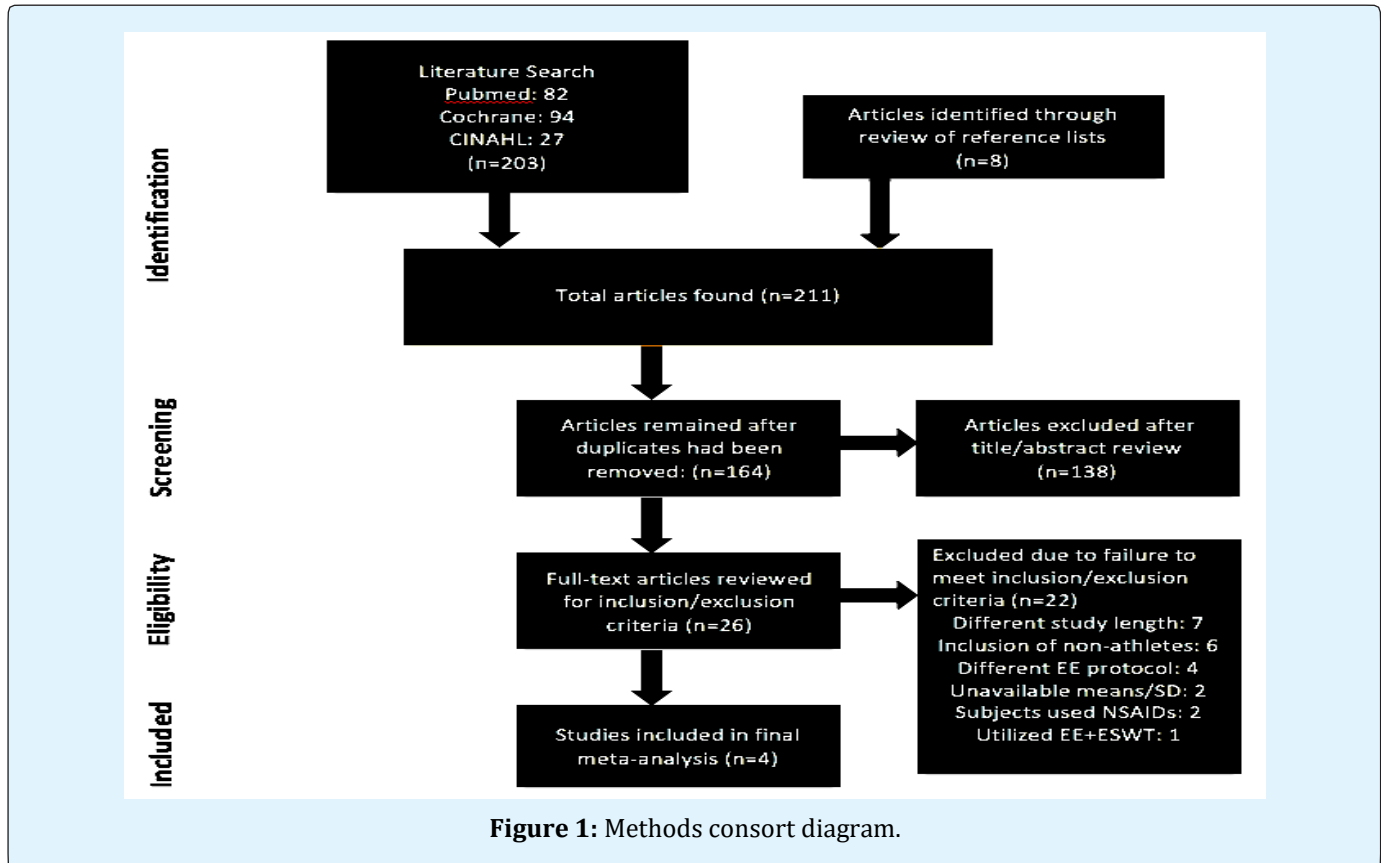 Literature Search
Pubmed: 82
Cochrane: 94
CINAHL: 27
(n=203)
Articles identified through
review of reference lists
(n=8)
Identification
Total articles found (n=211)
Screening
Articles remained after
duplicates had been
removed: (n=164)
Articles excluded after
title/abstract review
(n=138)
Eligibility
Full-text articles reviewed
for inclusion/exclusion
criteria (n=26)
Excluded due to failure to
meet inclusion/exclusion
criteria (n=22)
Different study length: 7
Inclusion of non-athletes: 6
Different EE protocol: 4
Unavailable means/SD: 2
Subjects used NSAIDs: 2
Utilized EE+ESWT: 1
Included
Studies included in final
meta-analysis (n=4)
Figure 1: Methods consort diagram.